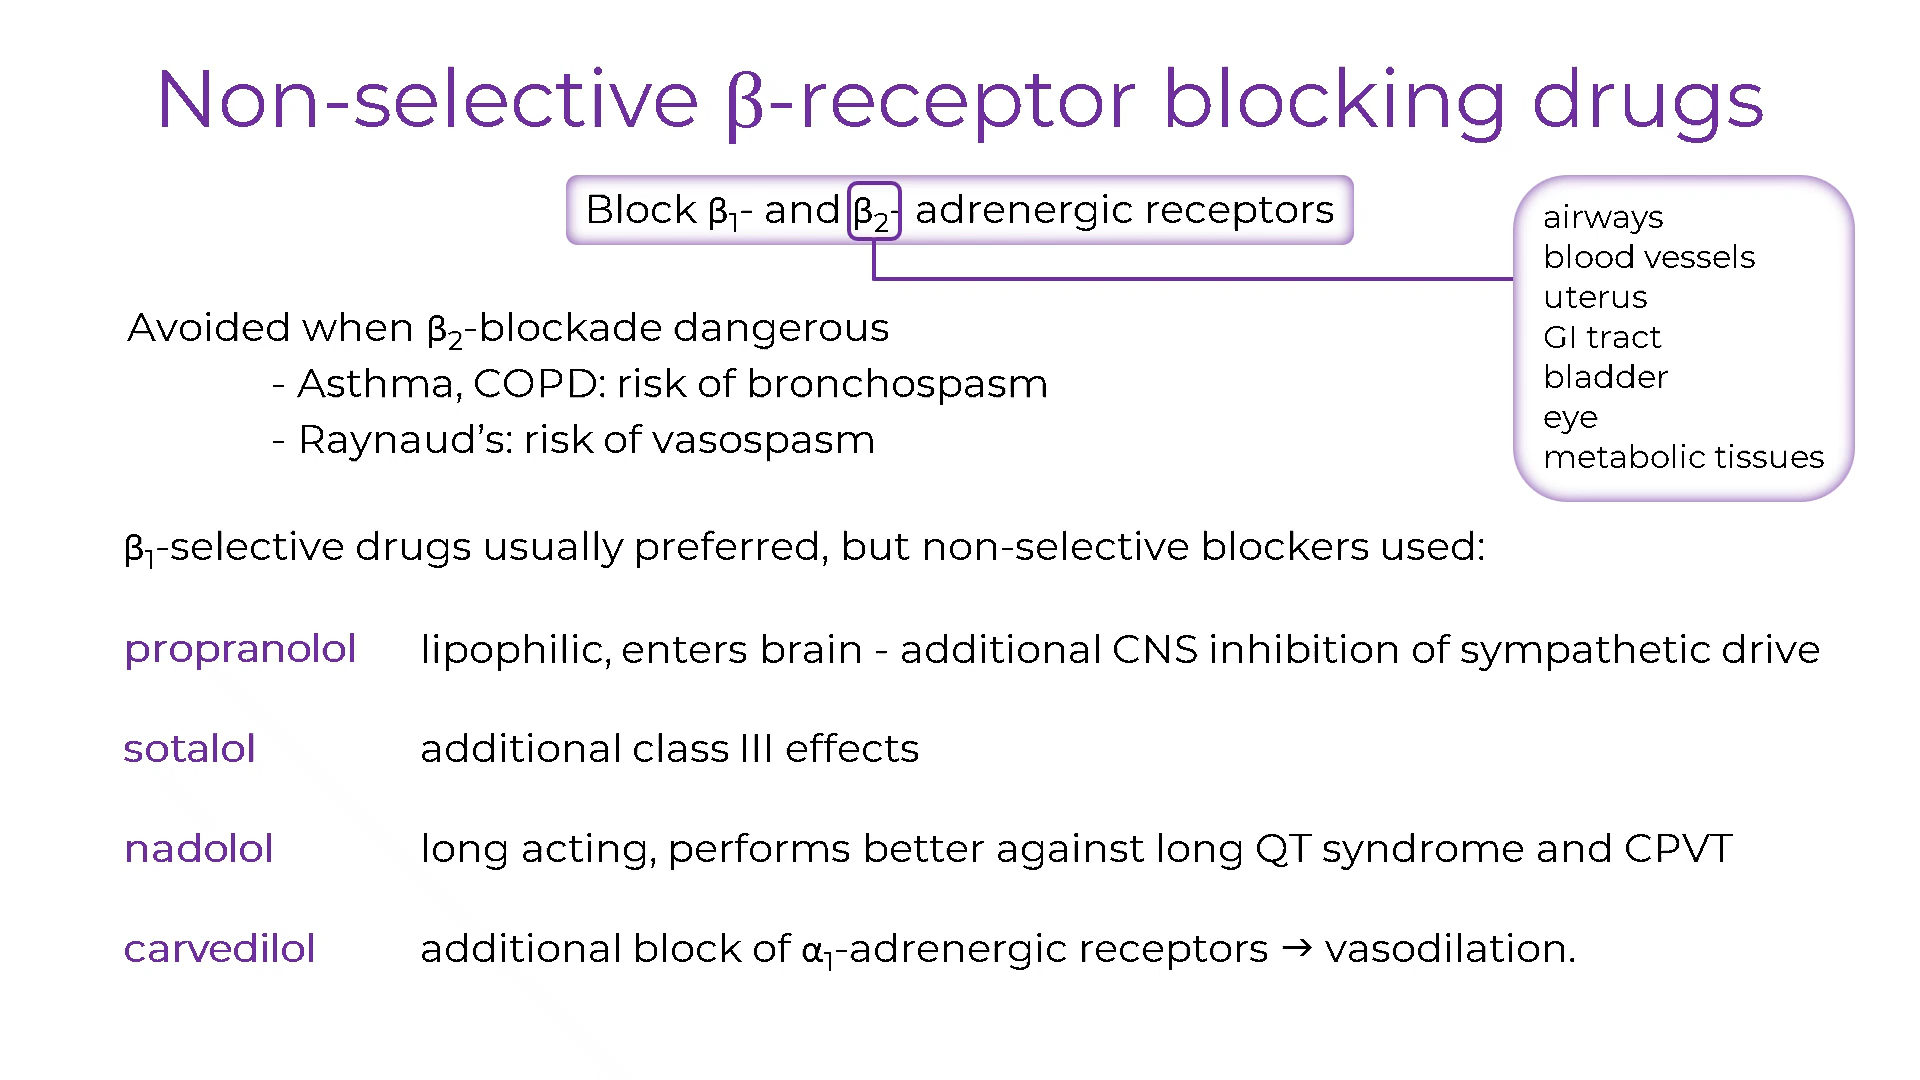 Non-selective β-receptor blocking drugs
Block β₁- and β₂- adrenergic receptors
airways
blood vessels
uterus
GI tract
bladder
eye
metabolic tissues
Avoided when β₂-blockade dangerous
- Asthma, COPD: risk of bronchospasm
- Raynaud’s: risk of vasospasm
β₁-selective drugs usually preferred, but non-selective blockers used:
propranolol lipophilic, enters brain - additional CNS inhibition of sympathetic drive
sotalol additional class III effects
nadolol long acting, performs better against long QT syndrome and CPVT
carvedilol additional block of α₁-adrenergic receptors → vasodilation.